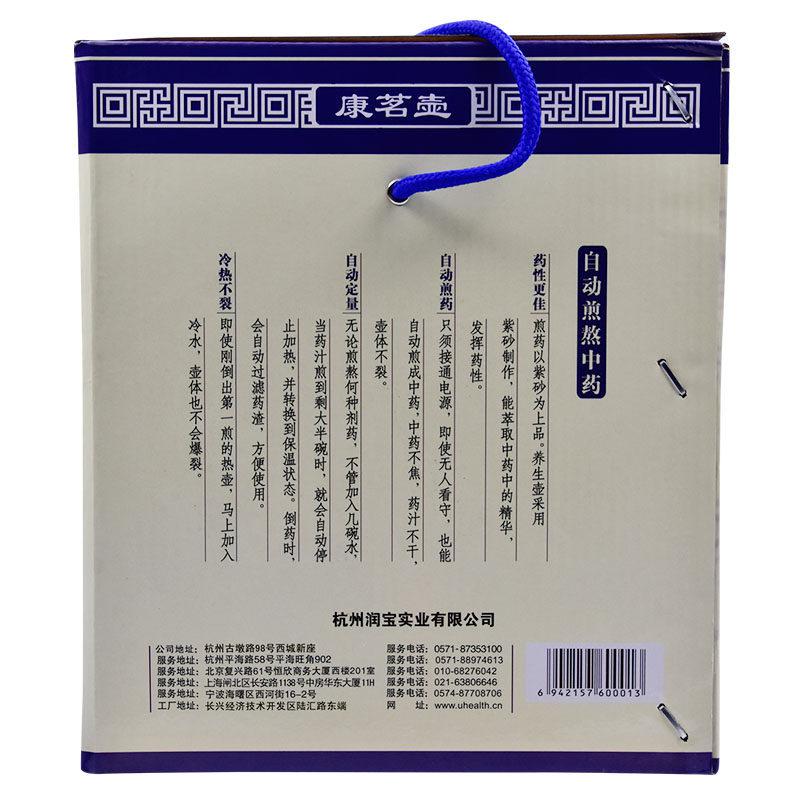 康茗壶
自动煎熬中药
药性更佳
煎药以紫砂为上品。养生壶采用
紫砂制作，能萃取中药中的精华，
发挥药性。
自动煎药
只须接通电源，即使无人看守，也能
自动煎成中药，中药不焦，药汁不干，
壶体不裂。
自动定量
无论煎熬何种剂药，不管加入几碗水，
当药汁煎到剩大半碗时，就会自动停
止加热，并转换到保温状态。倒药时，
会自动过滤药渣，方便使用。
冷热不裂
即使刚倒出第一煎的热壶，马上加入
冷水，壶体也不会爆裂。
杭州润宝实业有限公司
公司地址：杭州古墩路98号西城新座
服务地址：杭州平海路58号平海旺角902
服务地址：北京复兴路61号恒欣商务大厦西楼201室
服务地址：上海闸北区长安路1138号中房华东大厦11H
服务地址：宁波海曙区西河街16-2号
工厂地址：长兴经济技术开发区陆汇路东端
服务电话：0571-87353100
服务电话：0571-88974613
服务电话：010-68276042
服务电话：021-63806646
服务电话：0574-87708706
网 址：www.uhealth.cn
6 942157 600013